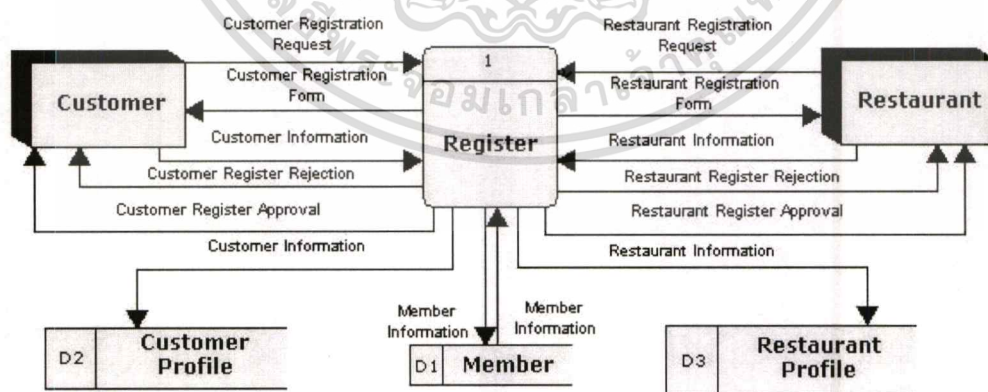 Customer Registration
Request
Restaurant Registration
Request
1
Customer Registration
Form
Restaurant Registration
Form
Customer
Restaurant
Customer Information
Register
Restaurant Information
Customer Register Rejection
Restaurant Register Rejection
Customer Register Approval
Restaurant Register Approval
Customer Information
Restaurant Information
Member
Information
Member
Information
D2
Customer
Profile
D1
Member
D3
Restaurant
Profile